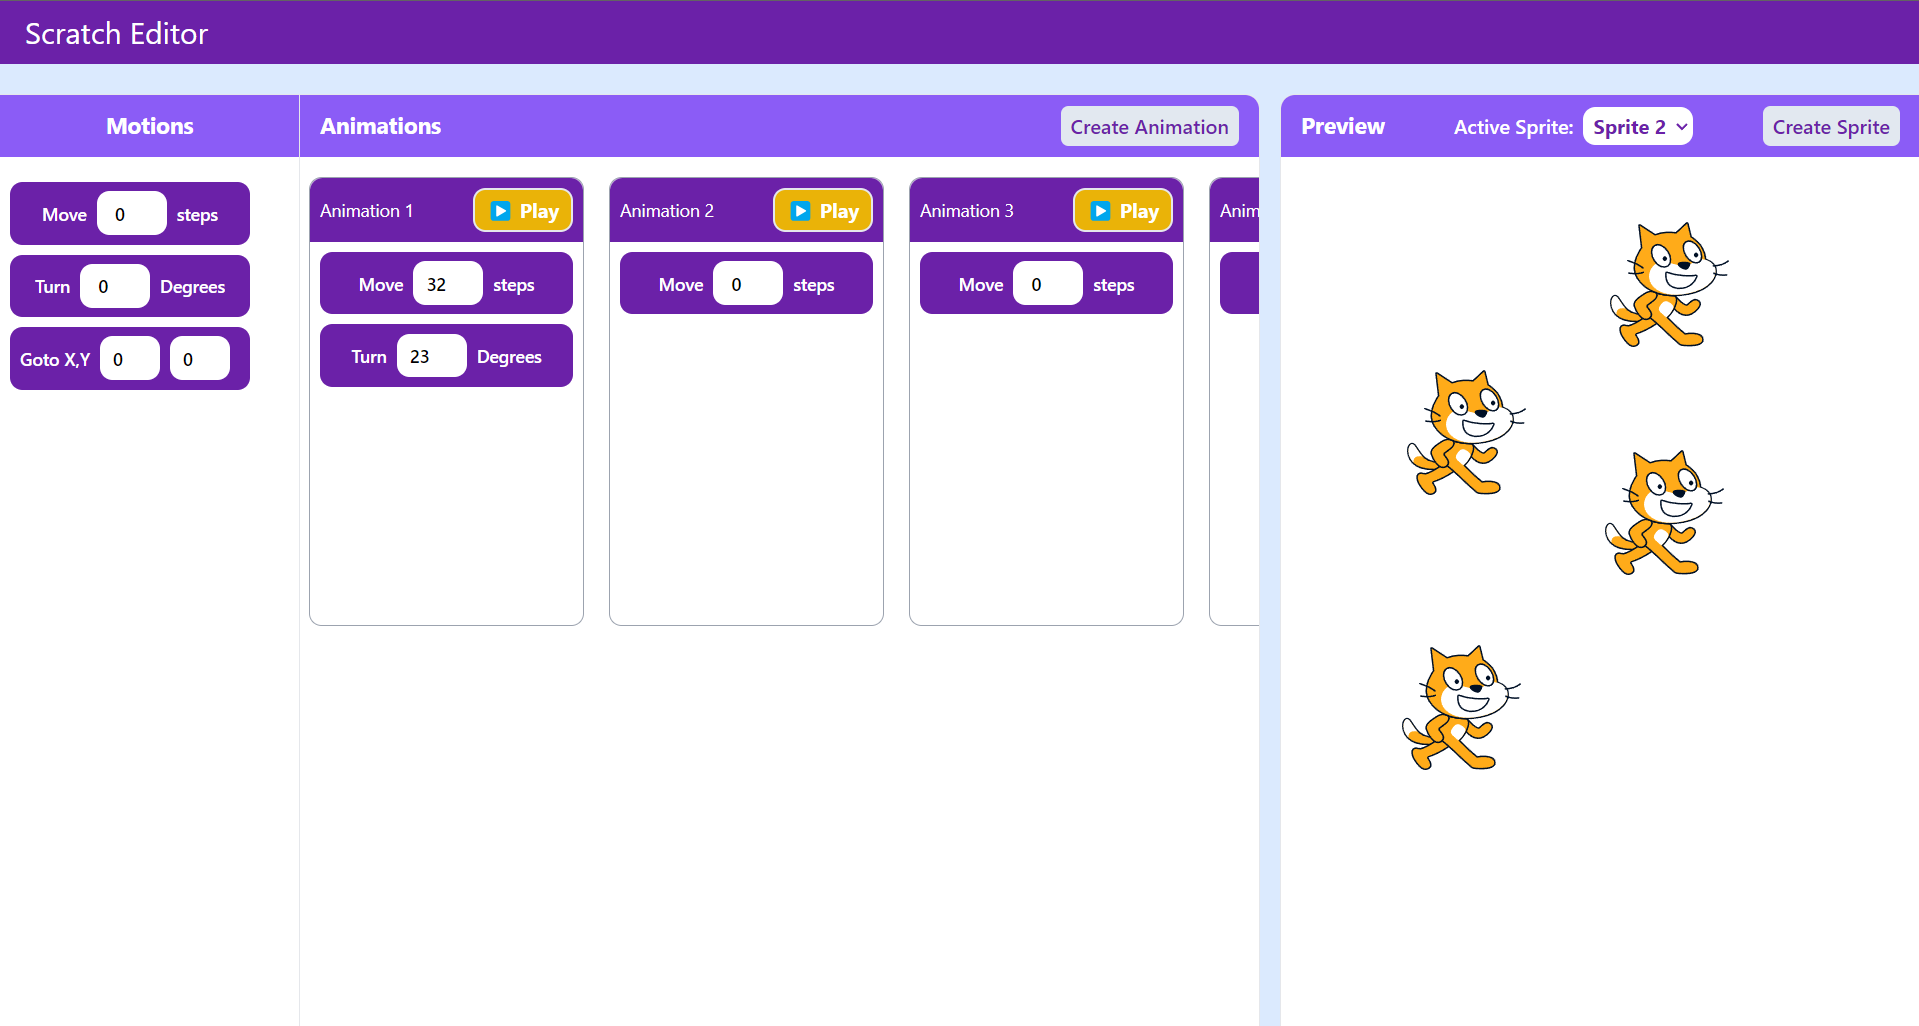 Scratch Editor
Motions
Move 0 steps
Turn 0 Degrees
Goto X,Y 0 0
Animations
Create Animation
Animation 1 Play
Move 32 steps
Turn 23 Degrees
Animation 2 Play
Move 0 steps
Animation 3 Play
Move 0 steps
Anim
Preview
Active Sprite: Sprite 2
Create Sprite